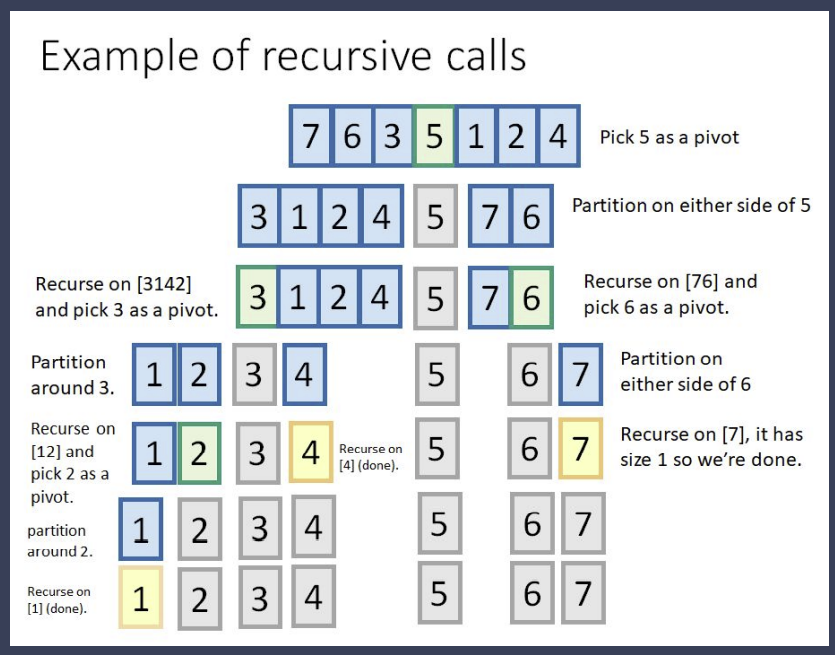 Example of recursive calls
7 6 3 5 1 2 4 Pick 5 as a pivot
3 1 2 4 5 7 6 Partition on either side of 5
Recurse on [3142]
and pick 3 as a pivot.
3 1 2 4 5 7 6
Recurse on [76] and
pick 6 as a pivot.
Partition
around 3.
1 2 3 4 5 6 7
Partition on
either side of 6
Recurse on
[12] and
pick 2 as a
pivot.
1 2 3 4
Recurse on
[4] (done).
5 6 7
Recurse on [7], it has
size 1 so we’re done.
partition
around 2.
1 2 3 4 5 6 7
Recurse on
[1] (done).
1 2 3 4 5 6 7